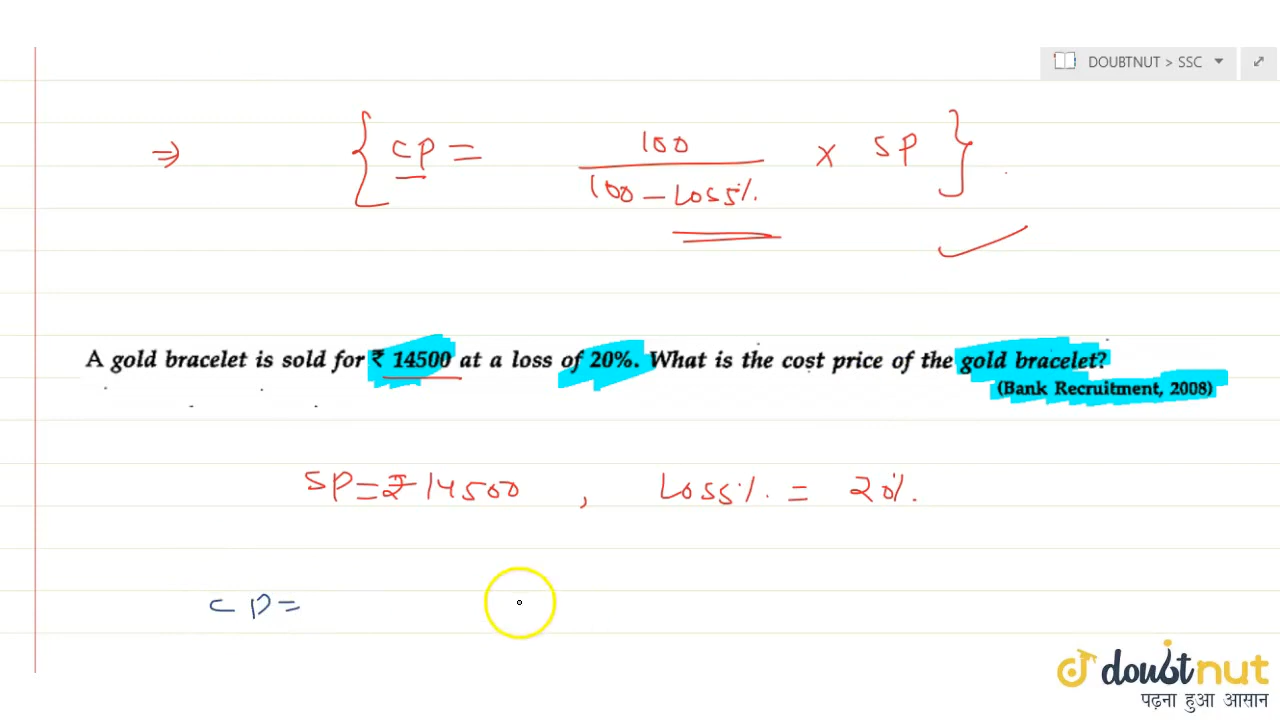 DOUBTNUT > SSC
⇒ { CP = 100 / 100 - Loss% × SP }
A gold bracelet is sold for ₹ 14500 at a loss of 20%. What is the cost price of the gold bracelet?
(Bank Recruitment, 2008)
SP = ₹ 14500 , Loss% = 20%.
CP =
doubtnut
पढ़ना हुआ आसान